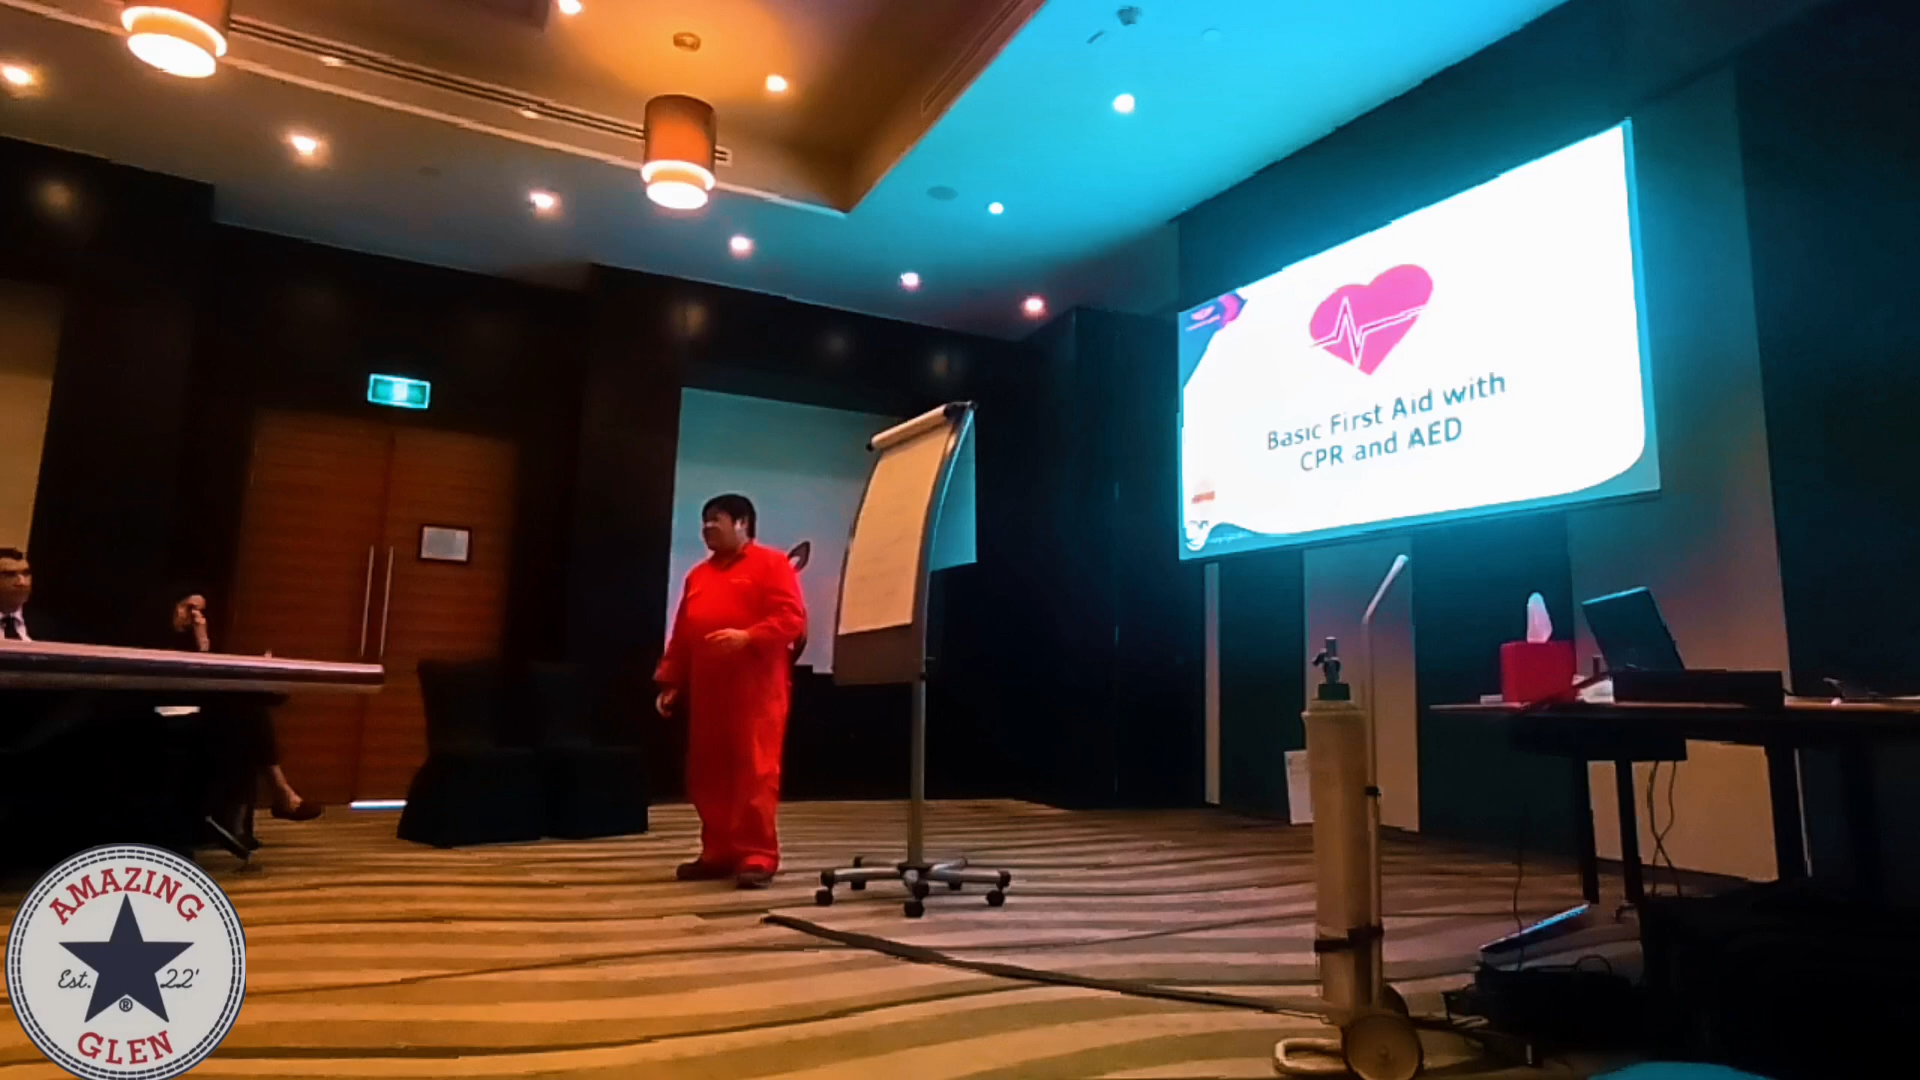 Basic First Aid with
CPR and AED
AMAZING
Est. 22'
®
GLEN